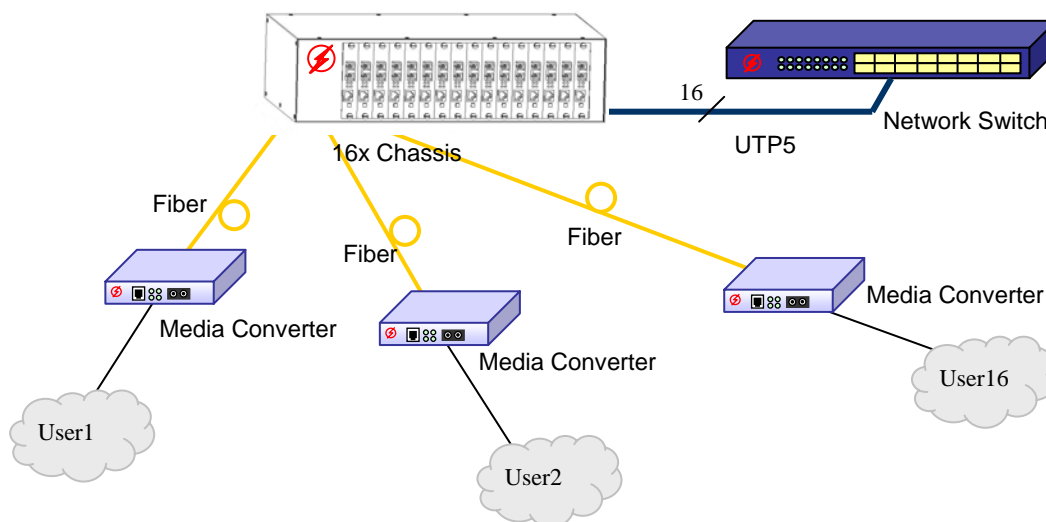 16
Network Switch
UTP5
16x Chassis
Fiber
Fiber
Fiber
Media Converter
Media Converter
Media Converter
User1
User2
User16